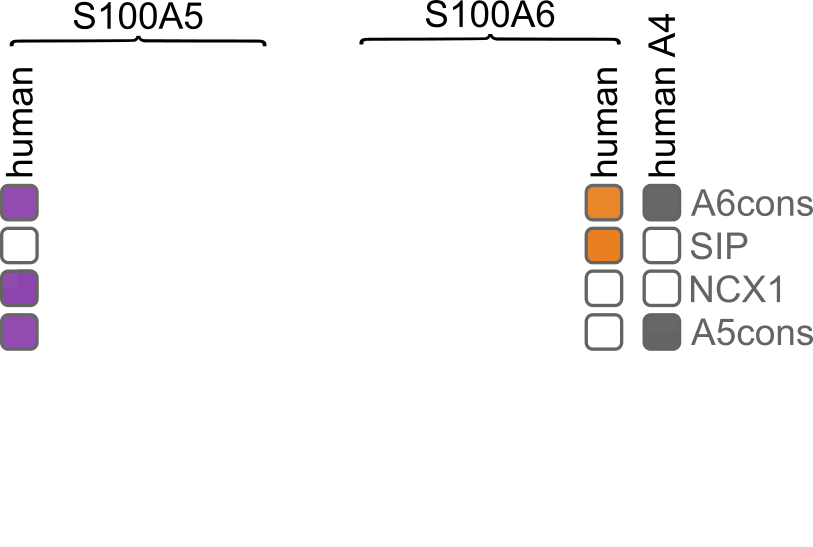 S100A5
S100A6
human
human
human A4
A6cons
SIP
NCX1
A5cons